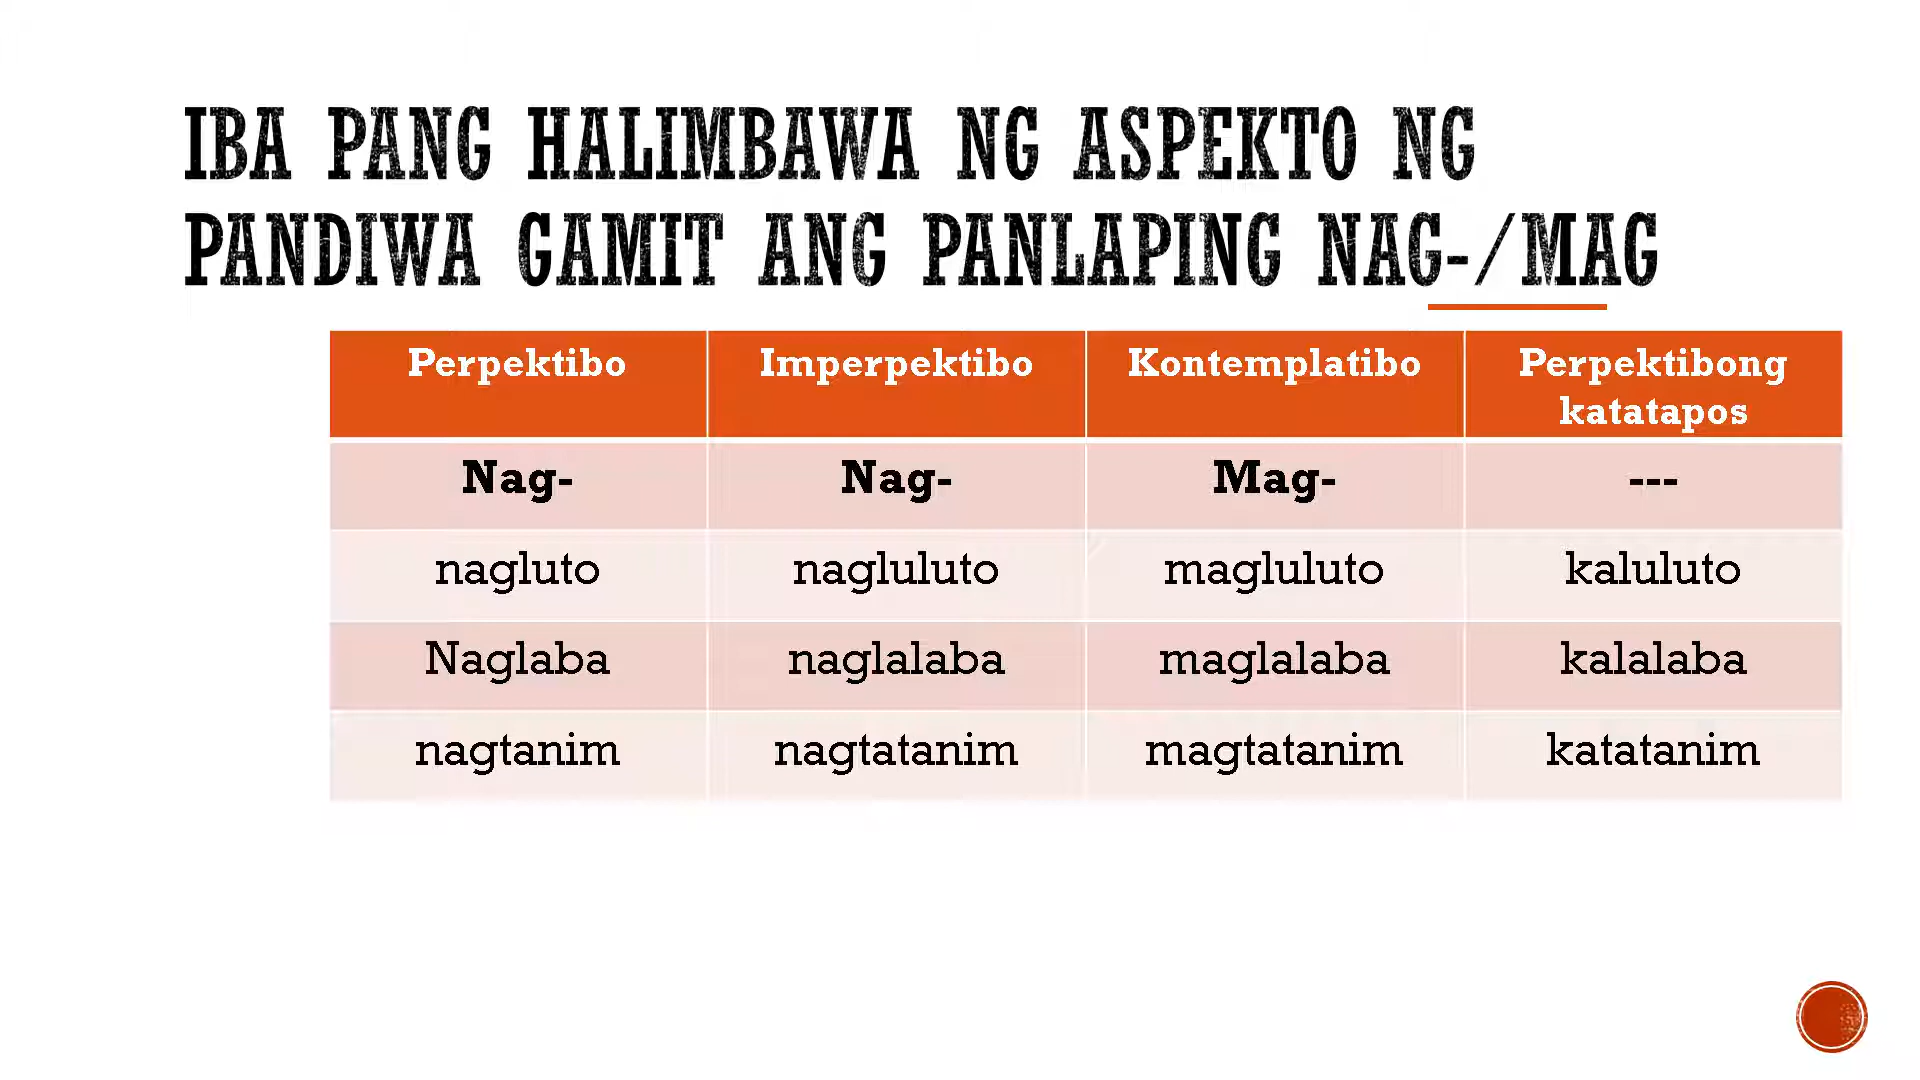 IBA PANG HALIMBAWA NG ASPEKTO NG
PANDIWA GAMIT ANG PANLAPING NAG-/MAG
Perpektibo Imperpektibo Kontemplatibo Perpektibong katatapos
Nag- Nag- Mag- ---
nagluto nagluluto magluluto kaluluto
Naglaba naglalaba maglalaba kalalaba
nagtanim nagtatanim magtatanim katatanim